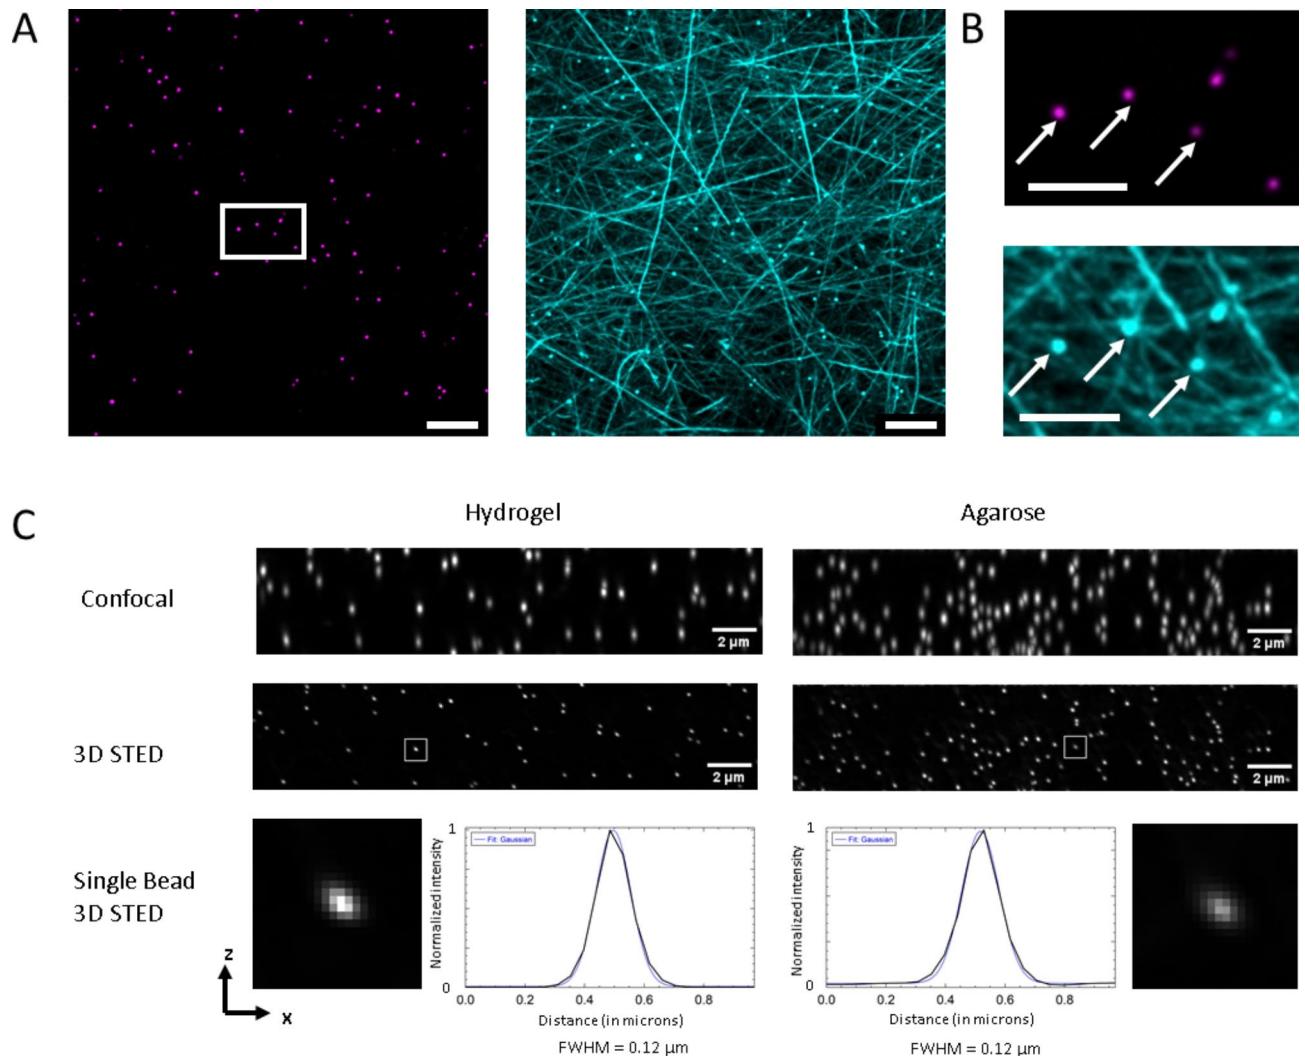 A
B
C
Hydrogel
Agarose
Confocal
2 µm
2 µm
3D STED
2 µm
2 µm
Single Bead
3D STED
z
x
Normalized intensity
1
0
Fit: Gaussian
0.0 0.2 0.4 0.6 0.8
Distance (in microns)
FWHM = 0.12 µm
Normalized intensity
1
0
Fit: Gaussian
0.0 0.2 0.4 0.6 0.8
Distance (in microns)
FWHM = 0.12 µm